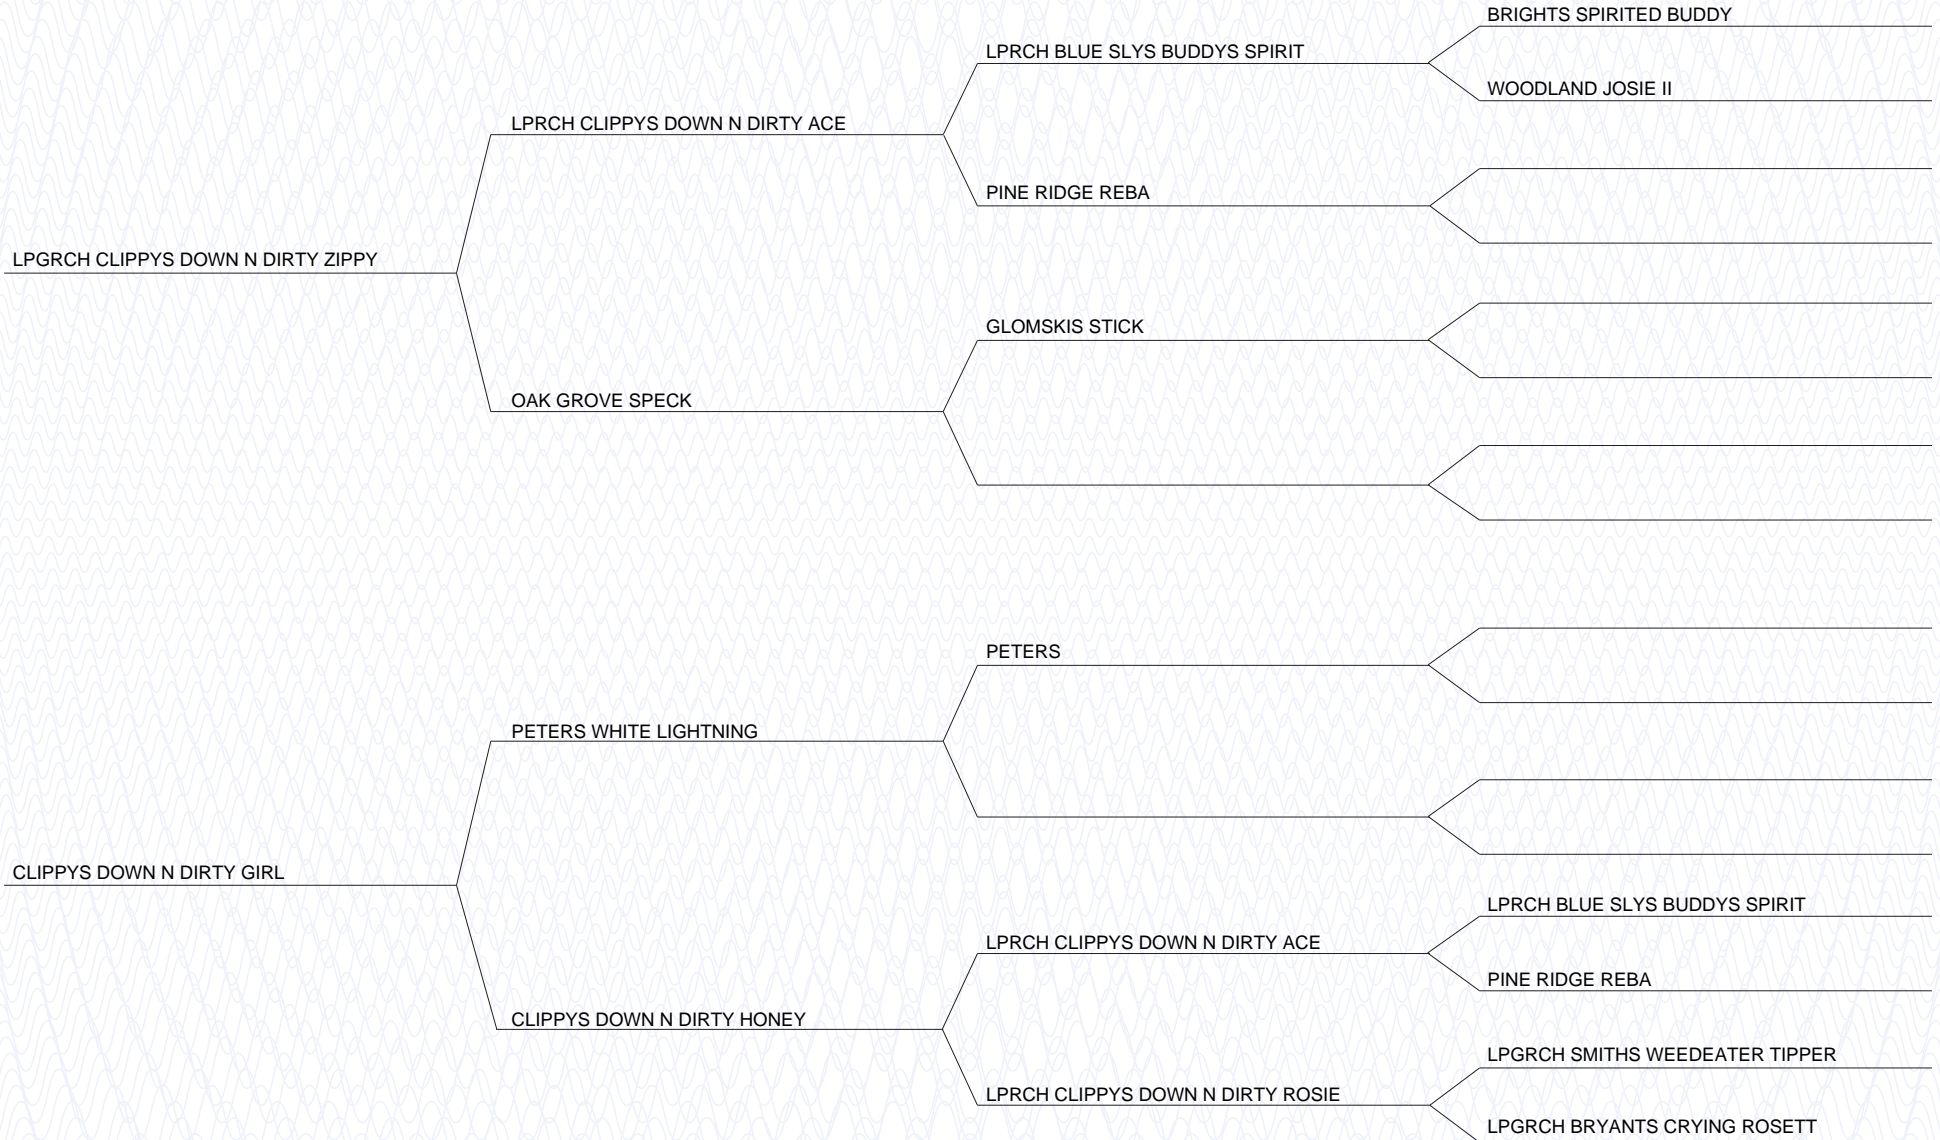 BRIGHTS SPIRITED BUDDY
LPRCH BLUE SLYS BUDDYS SPIRIT
WOODLAND JOSIE II
LPRCH CLIPPYS DOWN N DIRTY ACE
PINE RIDGE REBA
LPGRCH CLIPPYS DOWN N DIRTY ZIPPY
GLOMSKIS STICK
OAK GROVE SPECK
PETERS
PETERS WHITE LIGHTNING
CLIPPYS DOWN N DIRTY GIRL
LPRCH BLUE SLYS BUDDYS SPIRIT
LPRCH CLIPPYS DOWN N DIRTY ACE
PINE RIDGE REBA
CLIPPYS DOWN N DIRTY HONEY
LPGRCH SMITHS WEEDEATER TIPPER
LPRCH CLIPPYS DOWN N DIRTY ROSIE
LPGRCH BRYANTS CRYING ROSETT